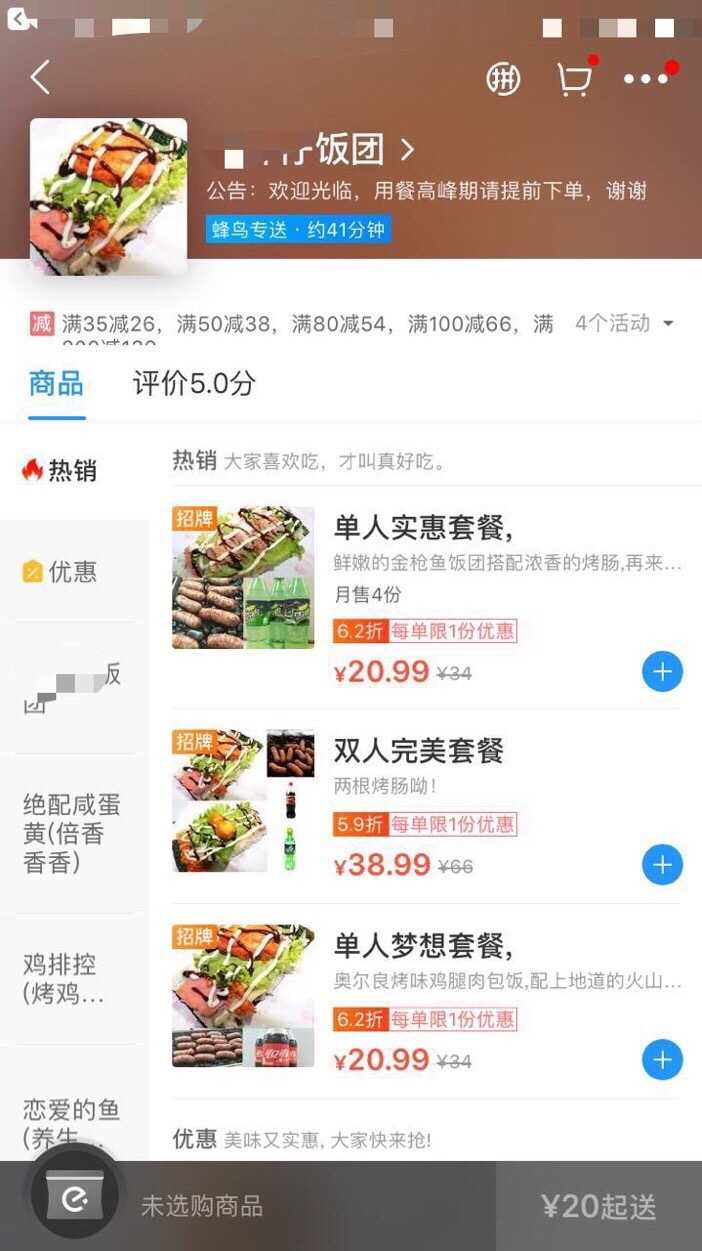 拼
饭团
公告：欢迎光临，用餐高峰期请提前下单，谢谢
蜂鸟专送 · 约41分钟
减 满35减26，满50减38，满80减54，满100减66，满
4个活动
商品
评价5.0分
热销
优惠
饭
团
绝配咸蛋
黄(倍香
香香)
鸡排控
(烤鸡...
恋爱的鱼
(养生...
热销 大家喜欢吃，才叫真好吃。
招牌
单人实惠套餐,
鲜嫩的金枪鱼饭团搭配浓香的烤肠,再来...
月售4份
6.2折 每单限1份优惠
¥20.99 ¥34
招牌
双人完美套餐
两根烤肠呦！
5.9折 每单限1份优惠
¥38.99 ¥66
招牌
单人梦想套餐,
奥尔良烤味鸡腿肉包饭,配上地道的火山...
6.2折 每单限1份优惠
¥20.99 ¥34
优惠 美味又实惠, 大家快来抢!
未选购商品
¥20起送